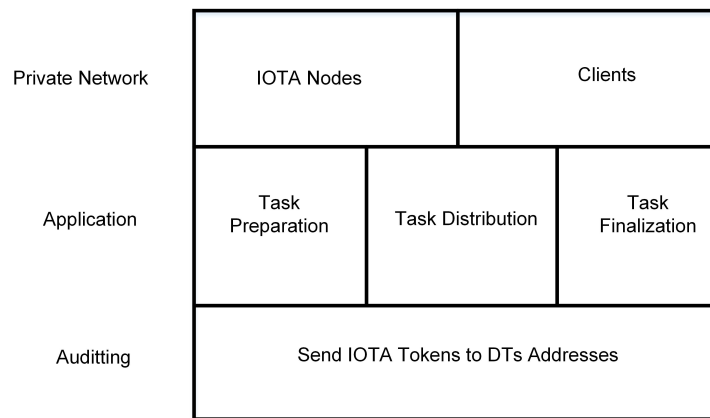 Private Network
IOTA Nodes
Clients
Application
Task
Preparation
Task Distribution
Task
Finalization
Auditting
Send IOTA Tokens to DTs Addresses